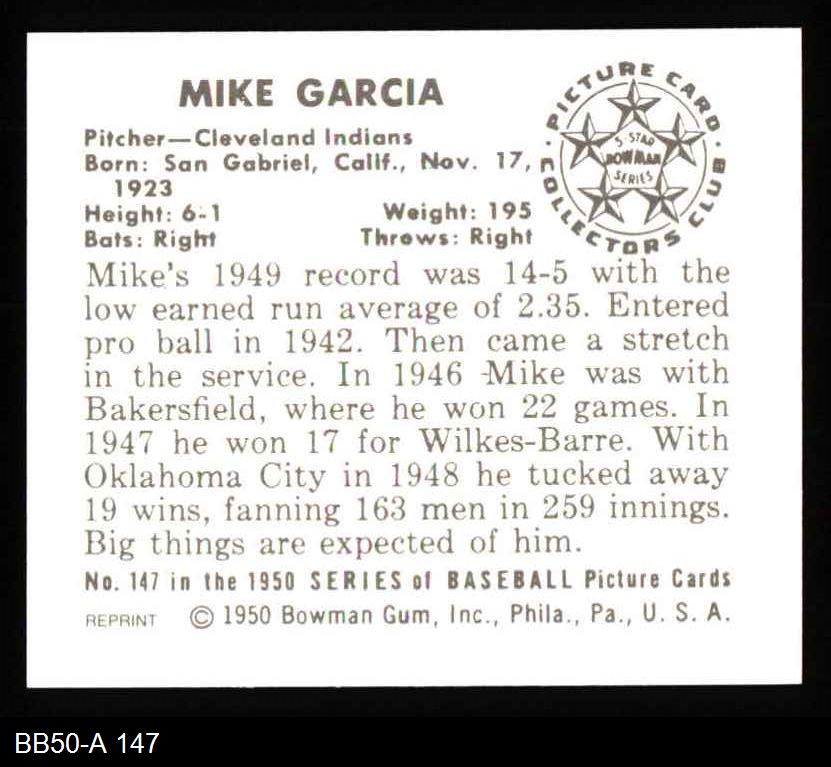 MIKE GARCIA
PICTURE CARD
COLLECTORS CLUB
5-STAR
BOWMAN
SERIES
Pitcher—Cleveland Indians
Born: San Gabriel, Calif., Nov. 17,
1923
Height: 6-1 Weight: 195
Bats: Right Throws: Right
Mike's 1949 record was 14-5 with the
low earned run average of 2.35. Entered
pro ball in 1942. Then came a stretch
in the service. In 1946 Mike was with
Bakersfield, where he won 22 games. In
1947 he won 17 for Wilkes-Barre. With
Oklahoma City in 1948 he tucked away
19 wins, fanning 163 men in 259 innings.
Big things are expected of him.
No. 147 in the 1950 SERIES of BASEBALL Picture Cards
REPRINT © 1950 Bowman Gum, Inc., Phila., Pa., U. S. A.
BB50-A 147